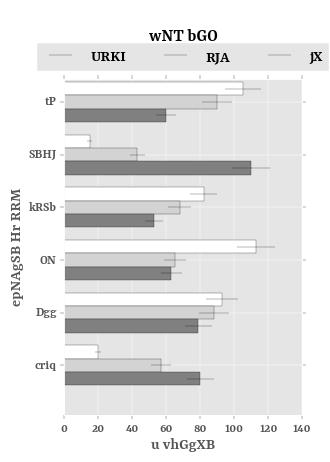 wNT bGO
URKI RJA jX
tP
SBHJ
kRSb
ON
Dgg
criq
epNAgSB Hr RRM
0 20 40 60 80 100 120 140
u vhGgXB